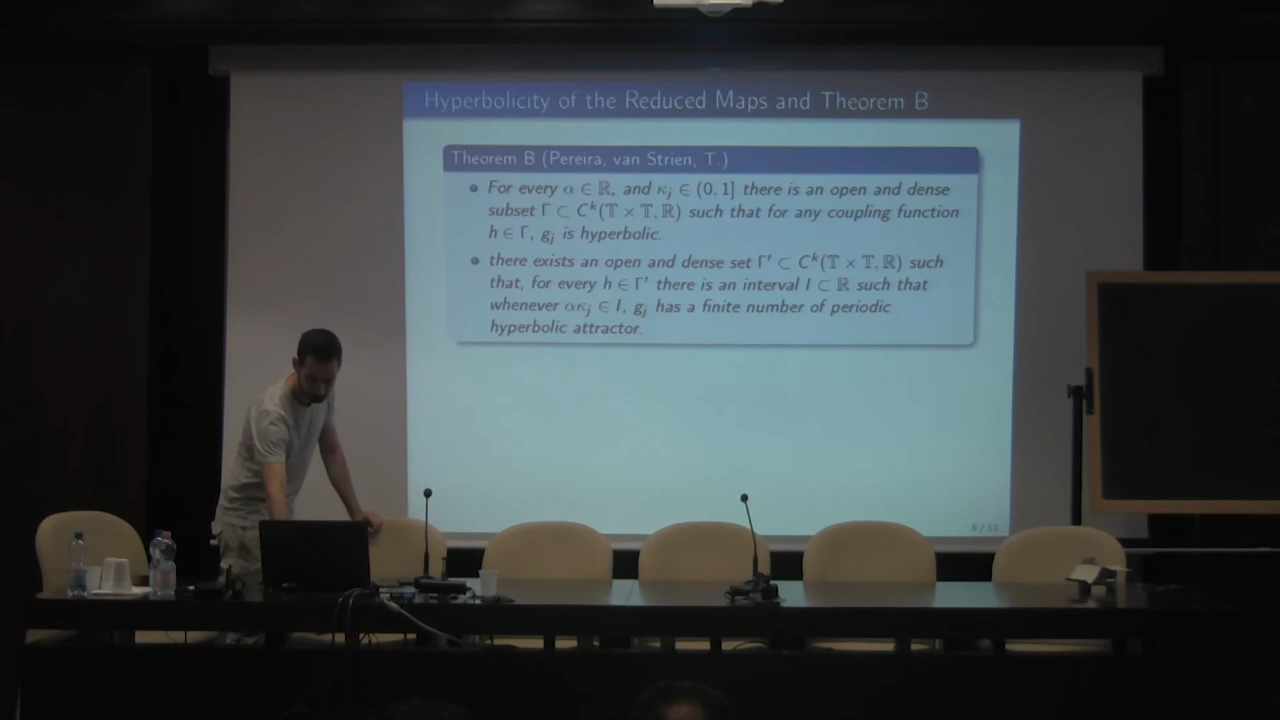 Hyperbolicity of the Reduced Maps and Theorem B
Theorem B (Pereira, van Strien, T.)
• For every α ∈ ℝ, and κⱼ ∈ (0, 1] there is an open and dense
subset Γ ⊂ Cᵏ(𝕋 × 𝕋, ℝ) such that for any coupling function
h ∈ Γ, gⱼ is hyperbolic.
• there exists an open and dense set Γ′ ⊂ Cᵏ(𝕋 × 𝕋, ℝ) such
that, for every h ∈ Γ′ there is an interval I ⊂ ℝ such that
whenever ακⱼ ∈ I, gⱼ has a finite number of periodic
hyperbolic attractor.